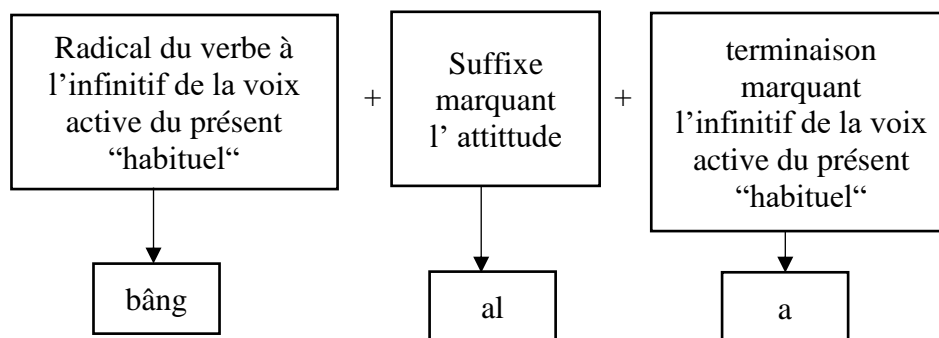 Radical du verbe à
l’infinitif de la voix
active du présent
“habituel“
+
Suffixe
marquant
l’ attittude
+
terminaison
marquant
l’infinitif de la voix
active du présent
“habituel“
bâng
al
a